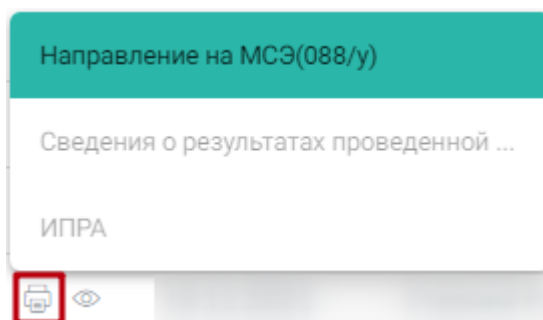 Направление на МСЭ(088/у)
Сведения о результатах проведенной ...
ИПРА